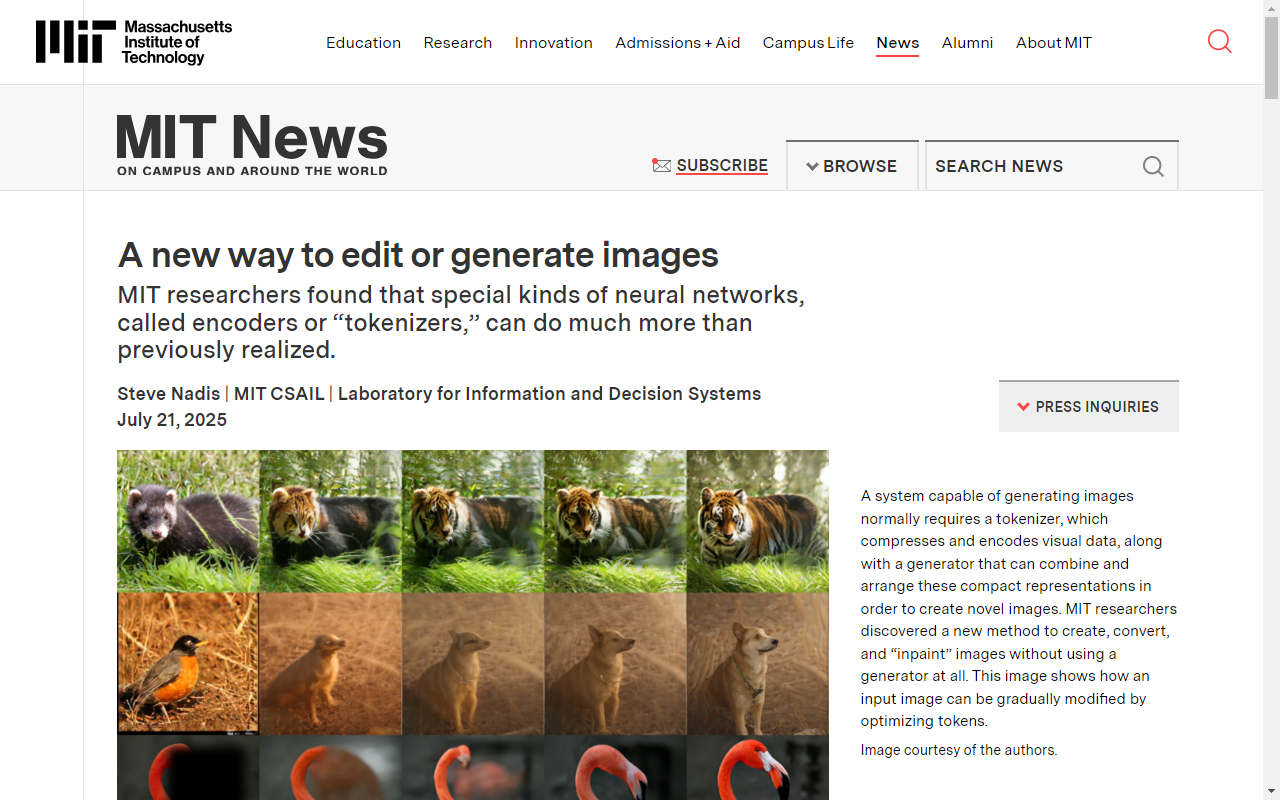 Massachusetts
Institute of
Technology
Education Research Innovation Admissions + Aid Campus Life News Alumni About MIT
MIT News
ON CAMPUS AND AROUND THE WORLD
SUBSCRIBE
BROWSE
SEARCH NEWS
A new way to edit or generate images
MIT researchers found that special kinds of neural networks,
called encoders or “tokenizers,” can do much more than
previously realized.
Steve Nadis | MIT CSAIL | Laboratory for Information and Decision Systems
July 21, 2025
PRESS INQUIRIES
A system capable of generating images
normally requires a tokenizer, which
compresses and encodes visual data, along
with a generator that can combine and
arrange these compact representations in
order to create novel images. MIT researchers
discovered a new method to create, convert,
and “inpaint” images without using a
generator at all. This image shows how an
input image can be gradually modified by
optimizing tokens.
Image courtesy of the authors.